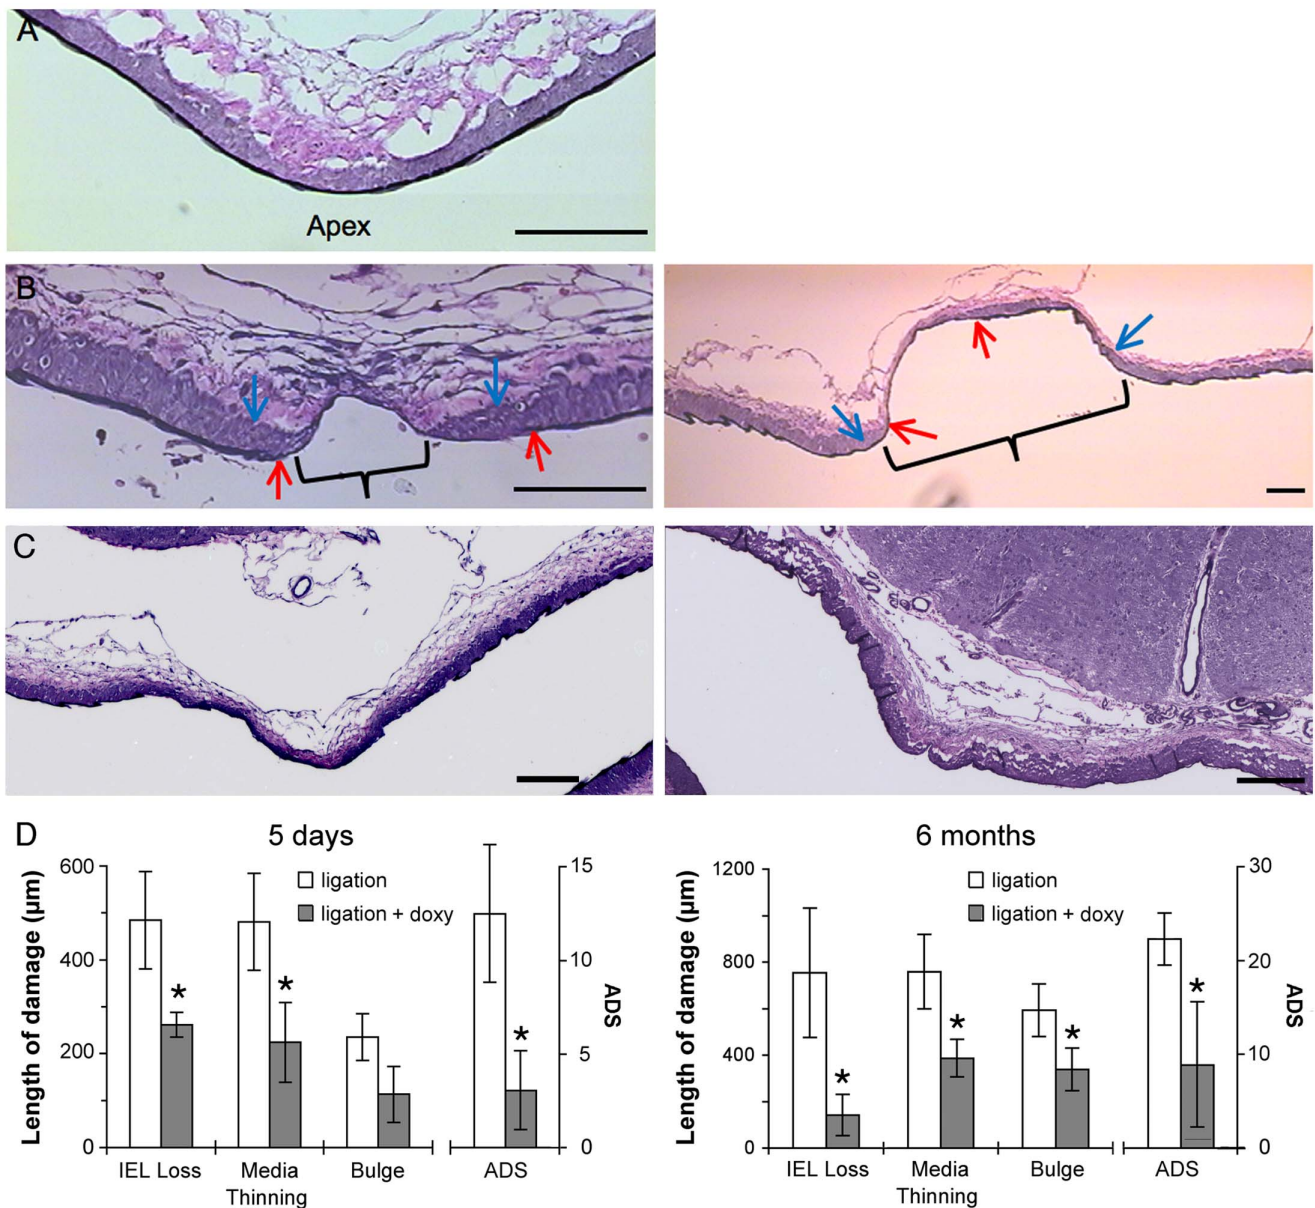 A
Apex
B
C
D
5 days
600
400
200
0
Length of damage (µm)
ligation
ligation + doxy
15
10
5
0
ADS
*
*
*
IEL Loss
Media
Thinning
Bulge
ADS
6 months
1200
800
400
0
Length of damage (µm)
ligation
ligation + doxy
30
20
10
0
ADS
*
*
*
*
IEL Loss
Media
Thinning
Bulge
ADS